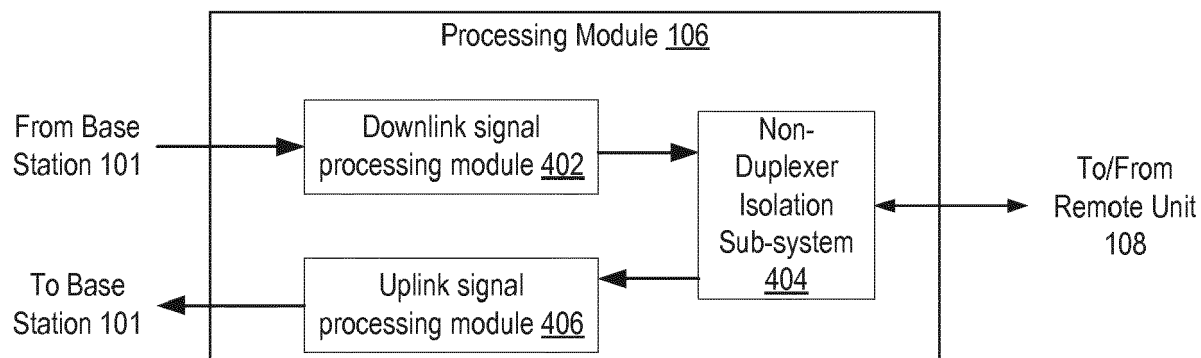 Processing Module 106
From Base
Station 101
Downlink signal
processing module 402
Non-
Duplexer
Isolation
Sub-system
404
To/From
Remote Unit
108
To Base
Station 101
Uplink signal
processing module 406